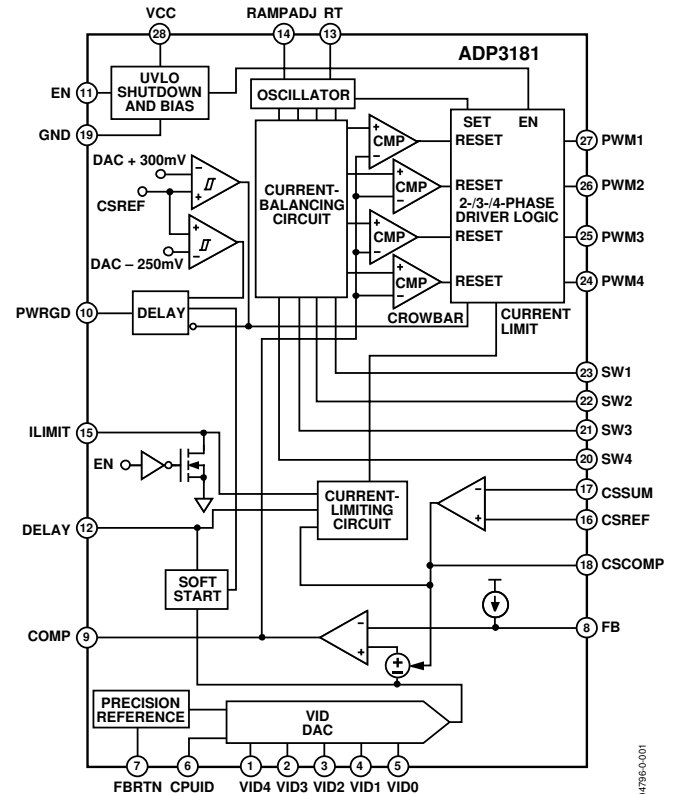 VCC
RAMPADJ RT
28
14
13
ADP3181
EN 11
UVLO
SHUTDOWN
AND BIAS
OSCILLATOR
GND 19
SET EN
DAC + 300mV
CSREF
DAC – 250mV
CURRENT-
BALANCING
CIRCUIT
+
CMP
–
RESET
27 PWM1
+
CMP
–
RESET
26 PWM2
2-/3-/4-PHASE
DRIVER LOGIC
+
CMP
–
RESET
25 PWM3
+
CMP
–
RESET
24 PWM4
PWRGD 10
DELAY
CROWBAR
CURRENT
LIMIT
23 SW1
22 SW2
21 SW3
20 SW4
ILIMIT 15
EN
CURRENT-
LIMITING
CIRCUIT
17 CSSUM
16 CSREF
DELAY 12
18 CSCOMP
SOFT
START
COMP 9
8 FB
PRECISION
REFERENCE
VID
DAC
7
6
1
2
3
4
5
FBRTN CPUID VID4 VID3 VID2 VID1 VID0